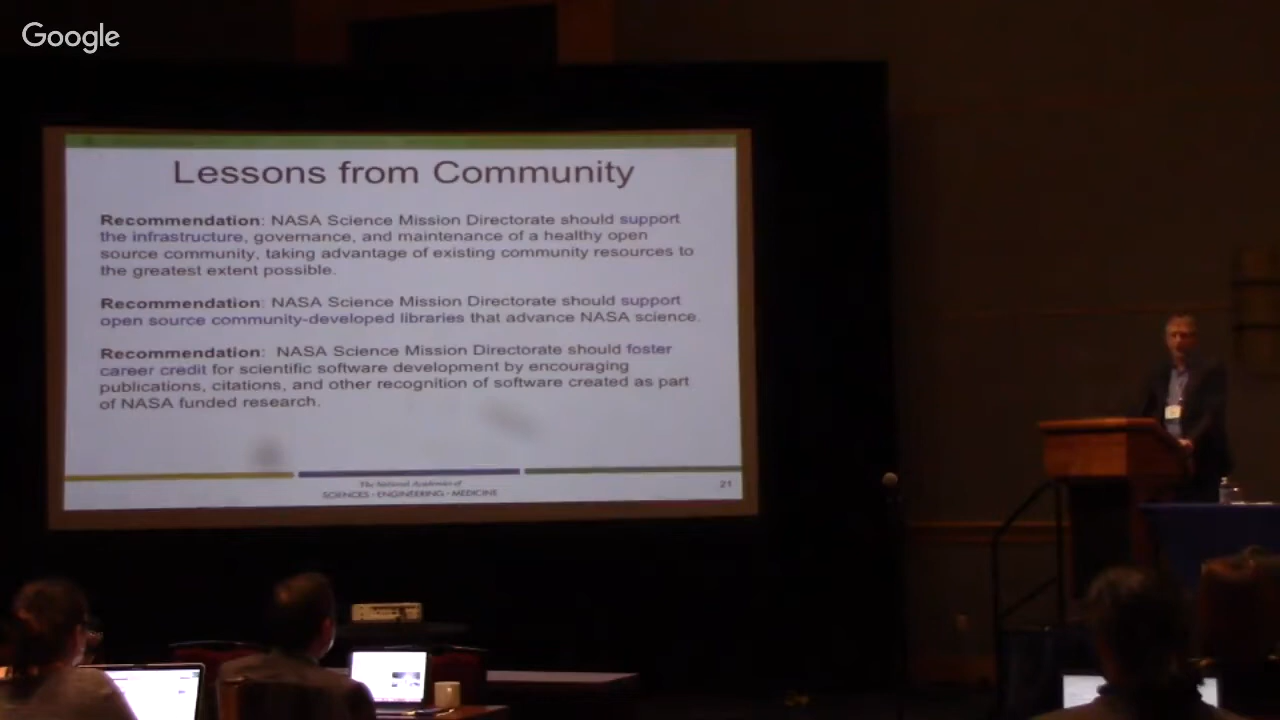 Google
Lessons from Community
Recommendation: NASA Science Mission Directorate should support
the infrastructure, governance, and maintenance of a healthy open
source community, taking advantage of existing community resources to
the greatest extent possible.
Recommendation: NASA Science Mission Directorate should support
open source community-developed libraries that advance NASA science.
Recommendation: NASA Science Mission Directorate should foster
career credit for scientific software development by encouraging
publications, citations, and other recognition of software created as part
of NASA funded research.
The National Academies of
SCIENCES • ENGINEERING • MEDICINE
21